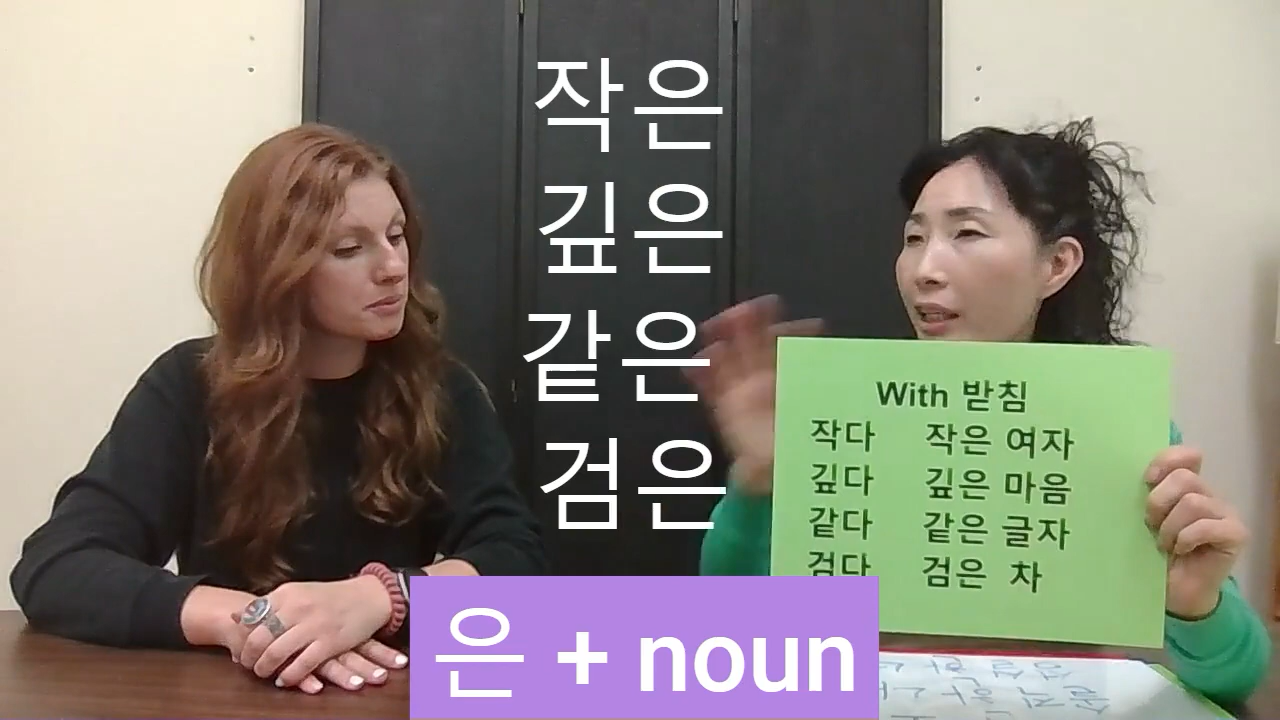 작은
깊은
같은
검은
With 받침
작다 작은 여자
깊다 깊은 마음
같다 같은 글자
검다 검은 차
은 + noun